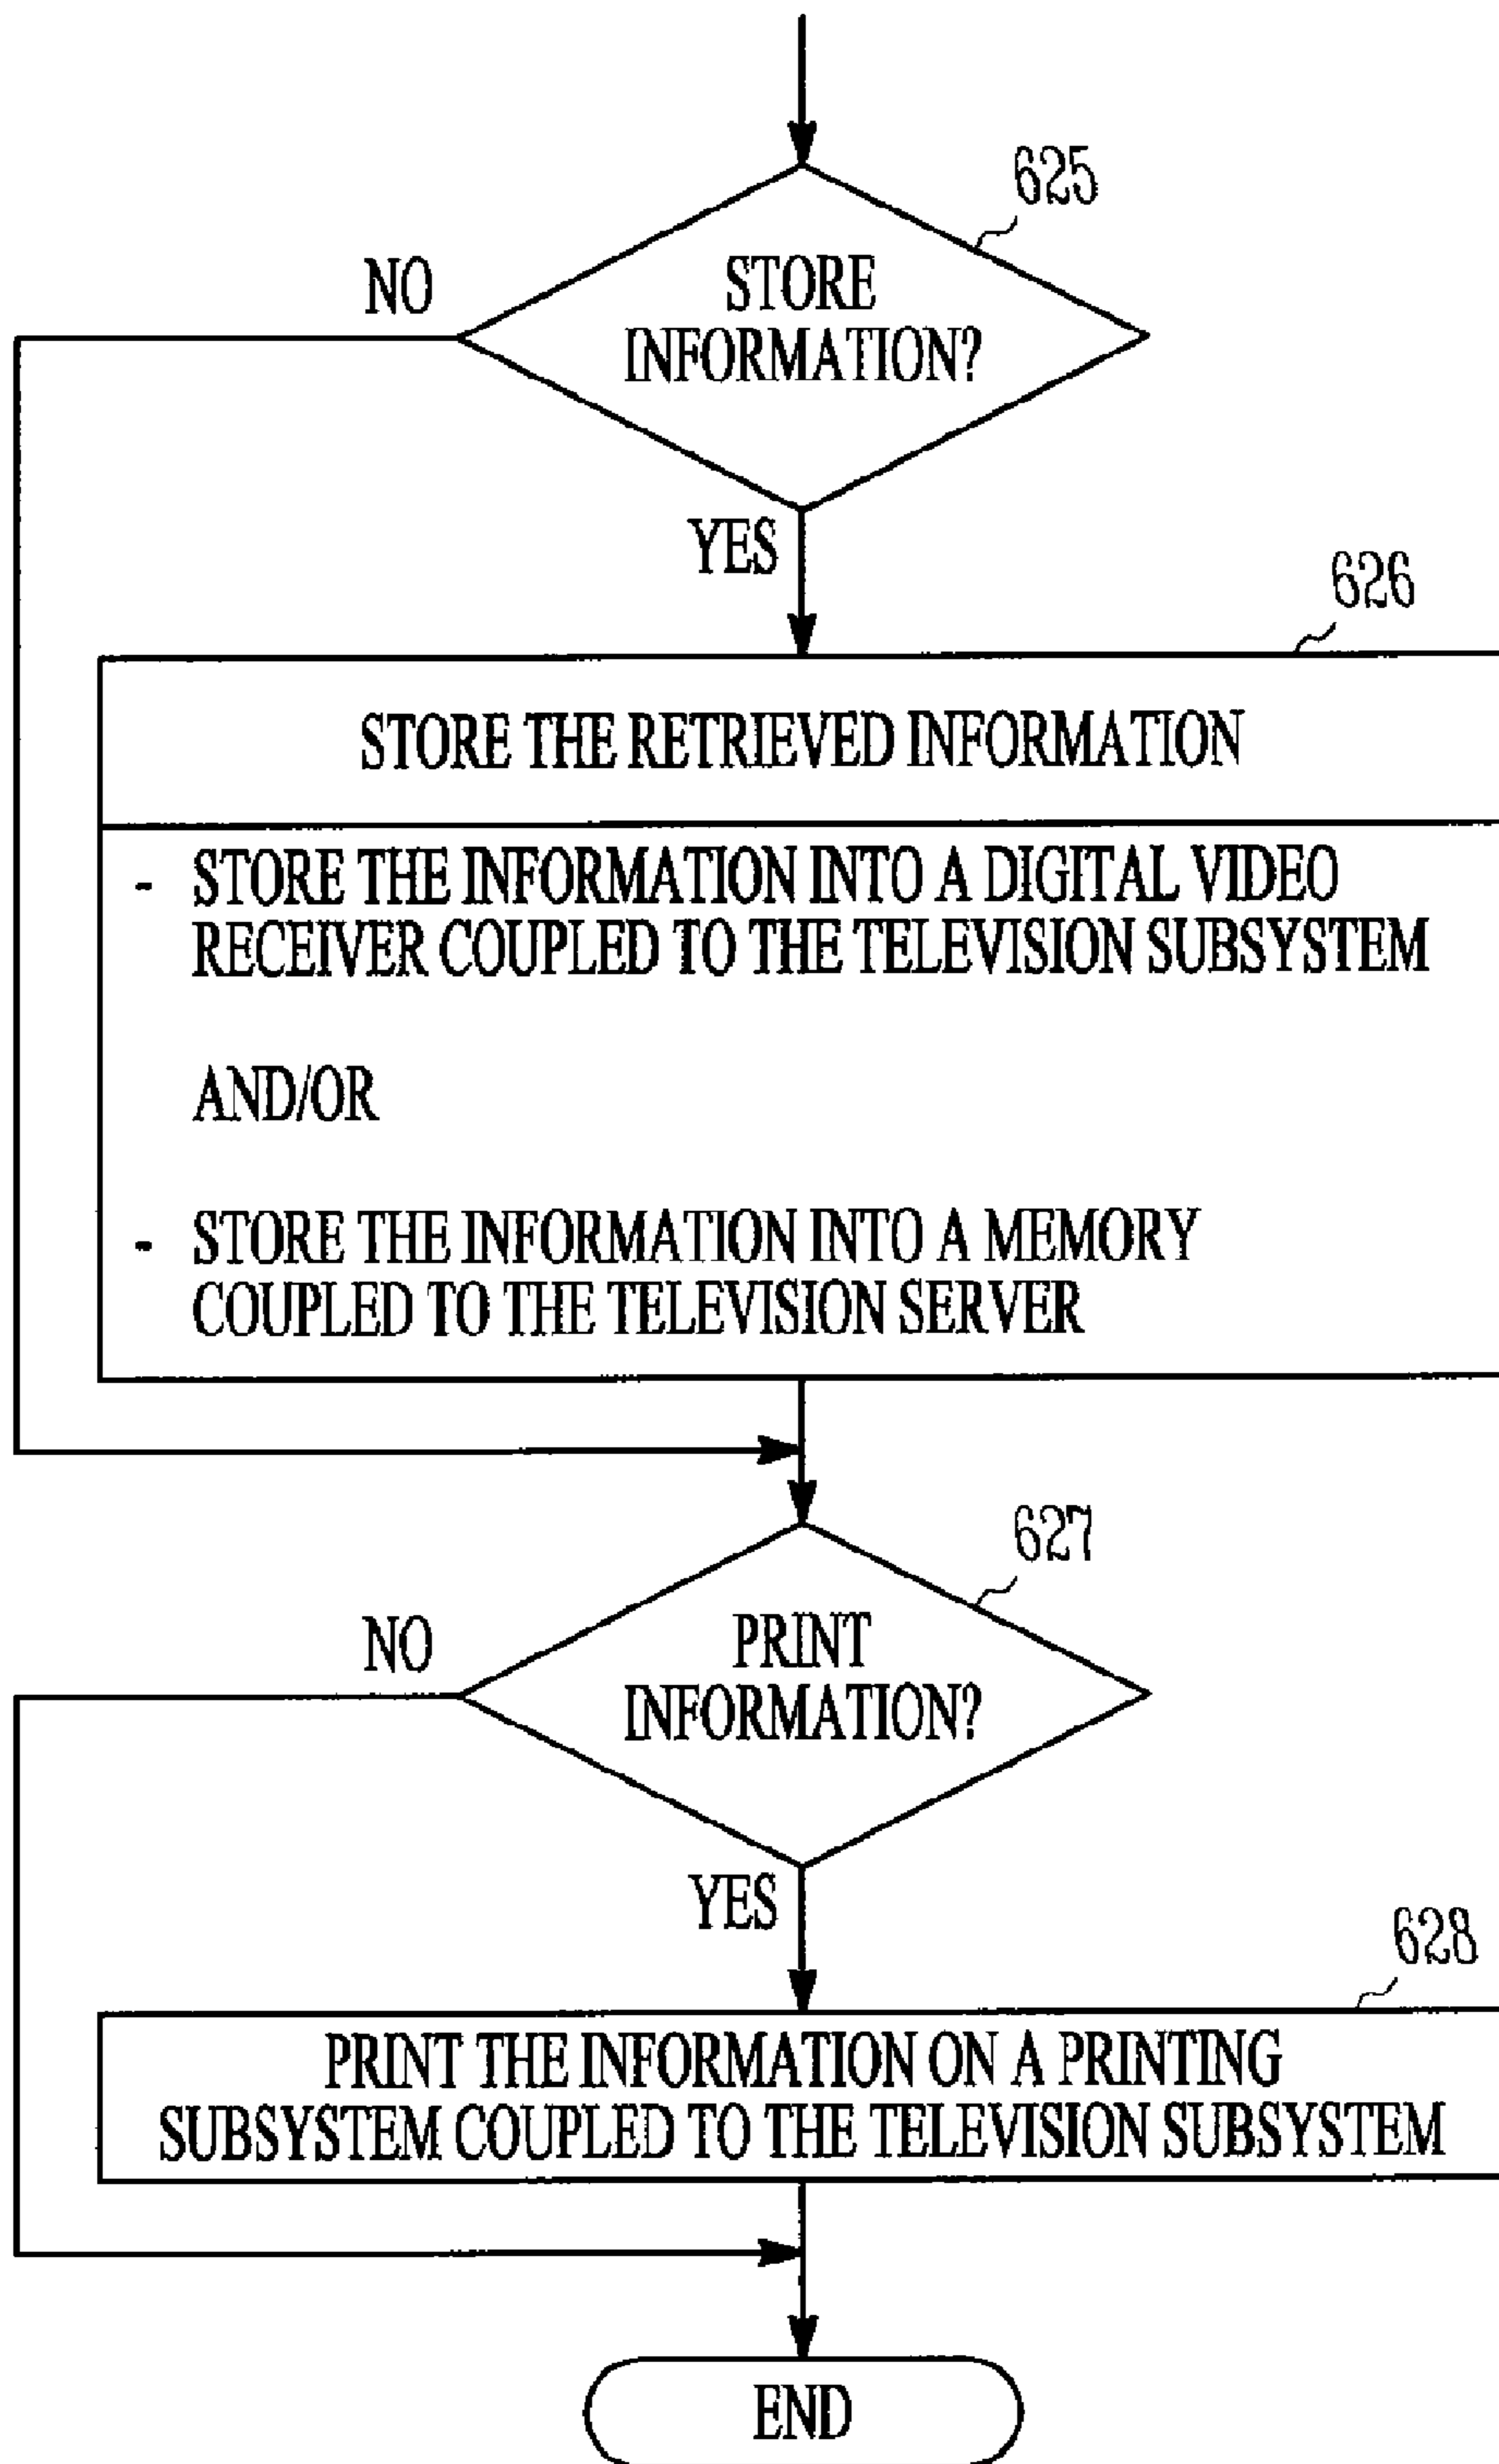 625
STORE
INFORMATION?
NO
YES
626
STORE THE RETRIEVED INFORMATION
- STORE THE INFORMATION INTO A DIGITAL VIDEO
RECEIVER COUPLED TO THE TELEVISION SUBSYSTEM
AND/OR
- STORE THE INFORMATION INTO A MEMORY
COUPLED TO THE TELEVISION SERVER
627
PRINT
INFORMATION?
NO
YES
628
PRINT THE INFORMATION ON A PRINTING
SUBSYSTEM COUPLED TO THE TELEVISION SUBSYSTEM
END